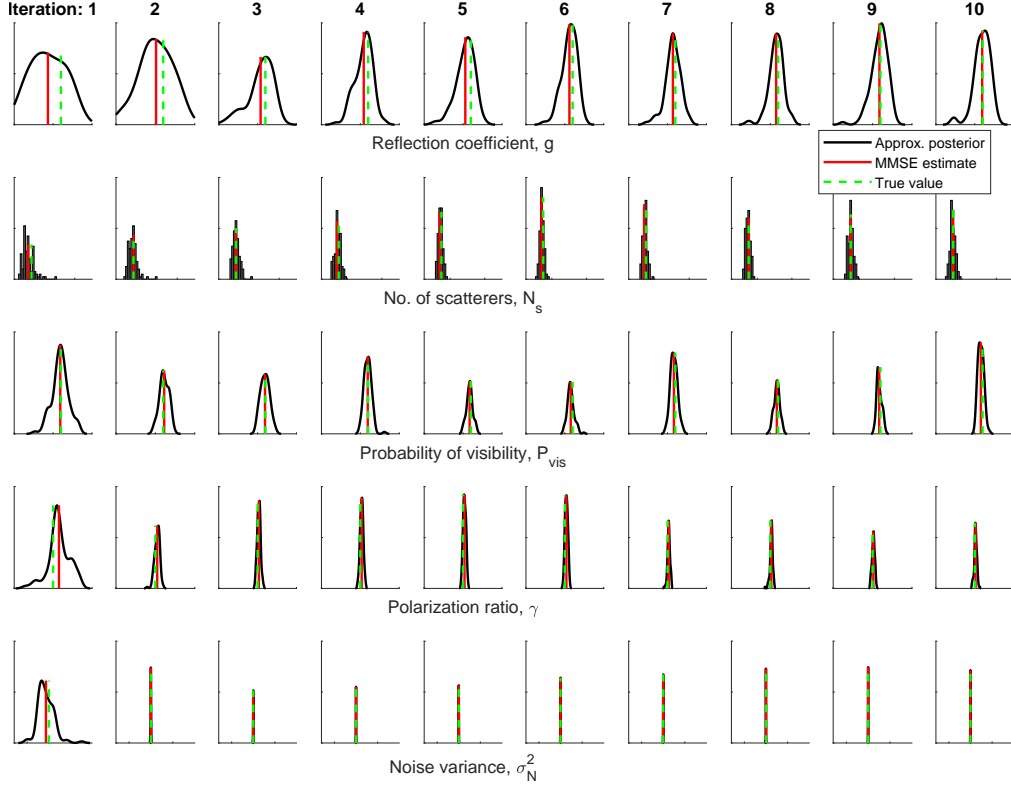 Iteration: 1 2 3 4 5 6 7 8 9 10
Reflection coefficient, g
Approx. posterior
MMSE estimate
True value
No. of scatterers, N_s
Probability of visibility, P_vis
Polarization ratio, γ
Noise variance, σ_N^2